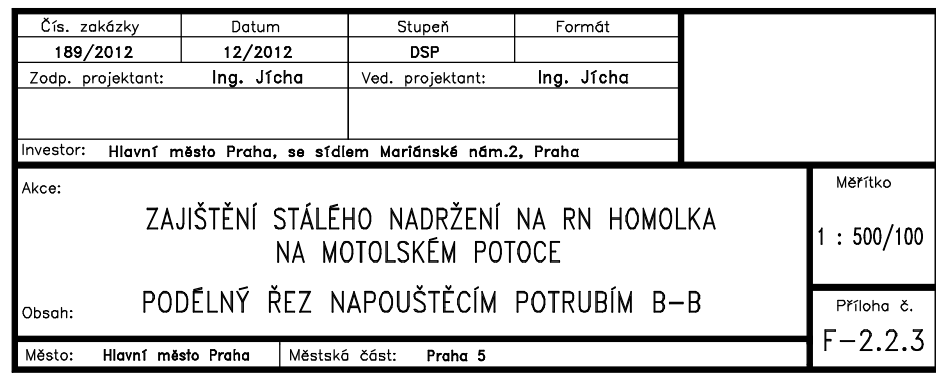 Čís. zakázky Datum Stupeň Formát
189/2012 12/2012 DSP
Zodp. projektant: Ing. Jícha Ved. projektant: Ing. Jícha
Investor: Hlavní město Praha, se sídlem Mariánské nám.2, Praha
Akce:
ZAJIŠTĚNÍ STÁLÉHO NADRŽENÍ NA RN HOMOLKA
NA MOTOLSKÉM POTOCE
Měřítko
1 : 500/100
Obsah: PODÉLNÝ ŘEZ NAPOUŠTĚCÍM POTRUBÍM B-B
Příloha č.
F-2.2.3
Město: Hlavní město Praha Městská část: Praha 5